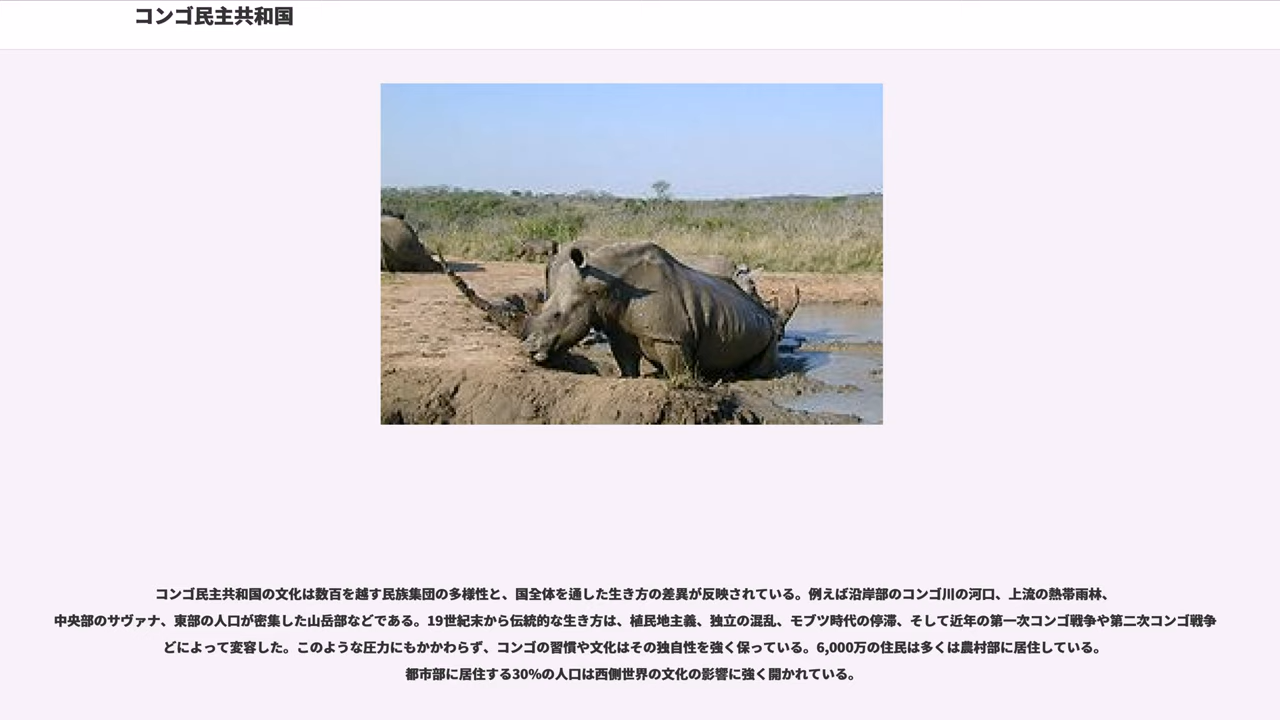 コンゴ民主共和国
コンゴ民主共和国の文化は数百を越す民族集団の多様性と、国全体を通した生き方の差異が反映されている。例えば沿岸部のコンゴ川の河口、上流の熱帯雨林、
中央部のサヴァナ、東部の人口が密集した山岳部などである。19世紀末から伝統的な生き方は、植民地主義、独立の混乱、モブツ時代の停滞、そして近年の第一次コンゴ戦争や第二次コンゴ戦争
どによって変容した。このような圧力にもかかわらず、コンゴの習慣や文化はその独自性を強く保っている。6,000万の住民は多くは農村部に居住している。
都市部に居住する30%の人口は西側世界の文化の影響に強く開かれている。